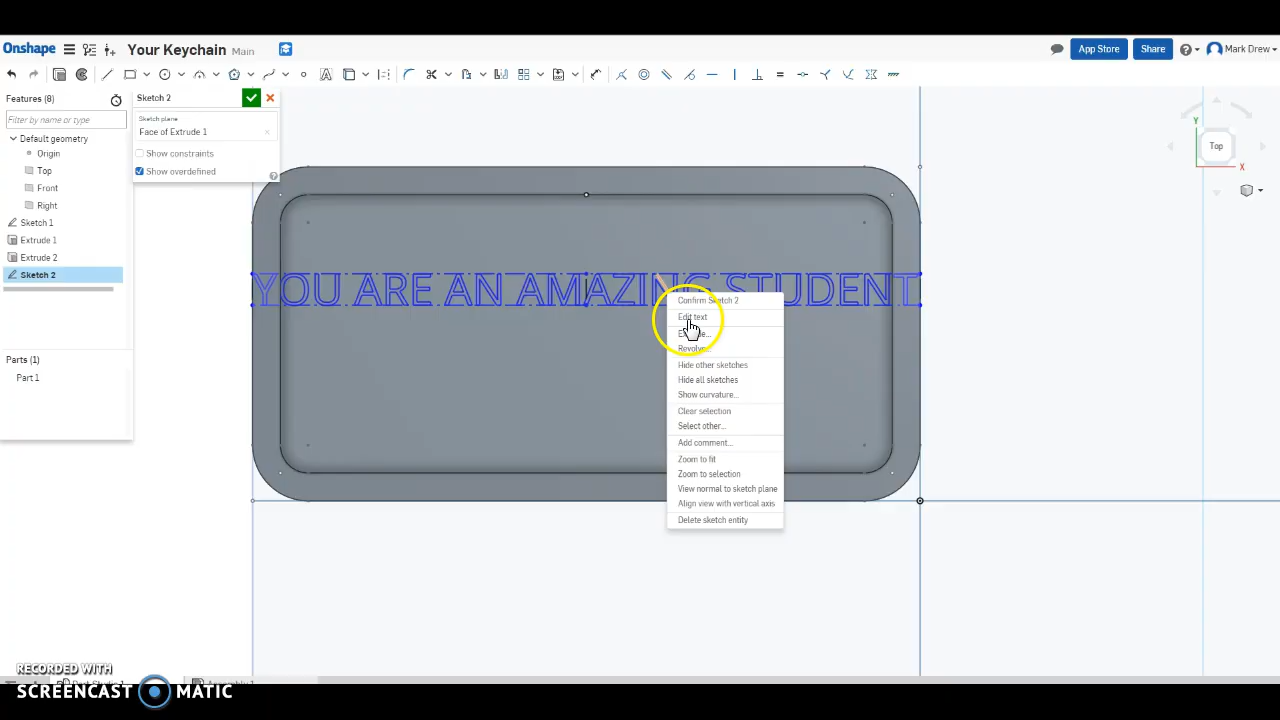 Onshape
Your Keychain Main
App Store
Share
Mark Drew
Features (8)
Sketch 2
Filter by name or type
Sketch plane
Face of Extrude 1
Show constraints
Show overdefined
Default geometry
Origin
Top
Front
Right
Sketch 1
Extrude 1
Extrude 2
Sketch 2
Parts (1)
Part 1
Y
Top
X
YOU ARE AN AMAZING STUDENT
Confirm Sketch 2
Edit text
Revolve...
Hide other sketches
Hide all sketches
Show curvature...
Clear selection
Select other...
Add comment...
Zoom to fit
Zoom to selection
View normal to sketch plane
Align view with vertical axis
Delete sketch entity
RECORDED WITH
SCREENCAST MATIC